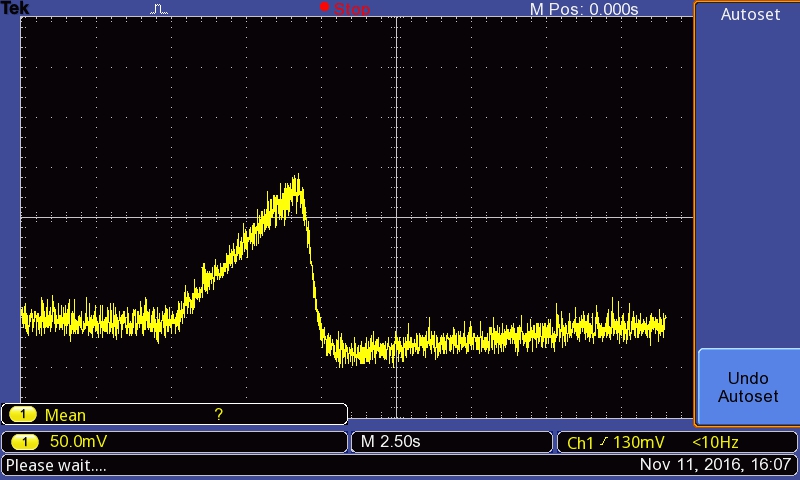 Tek Stop M Pos: 0.000s Autoset
Undo
Autoset
1 Mean ?
1 50.0mV M 2.50s Ch1 130mV <10Hz
Please wait.... Nov 11, 2016, 16:07